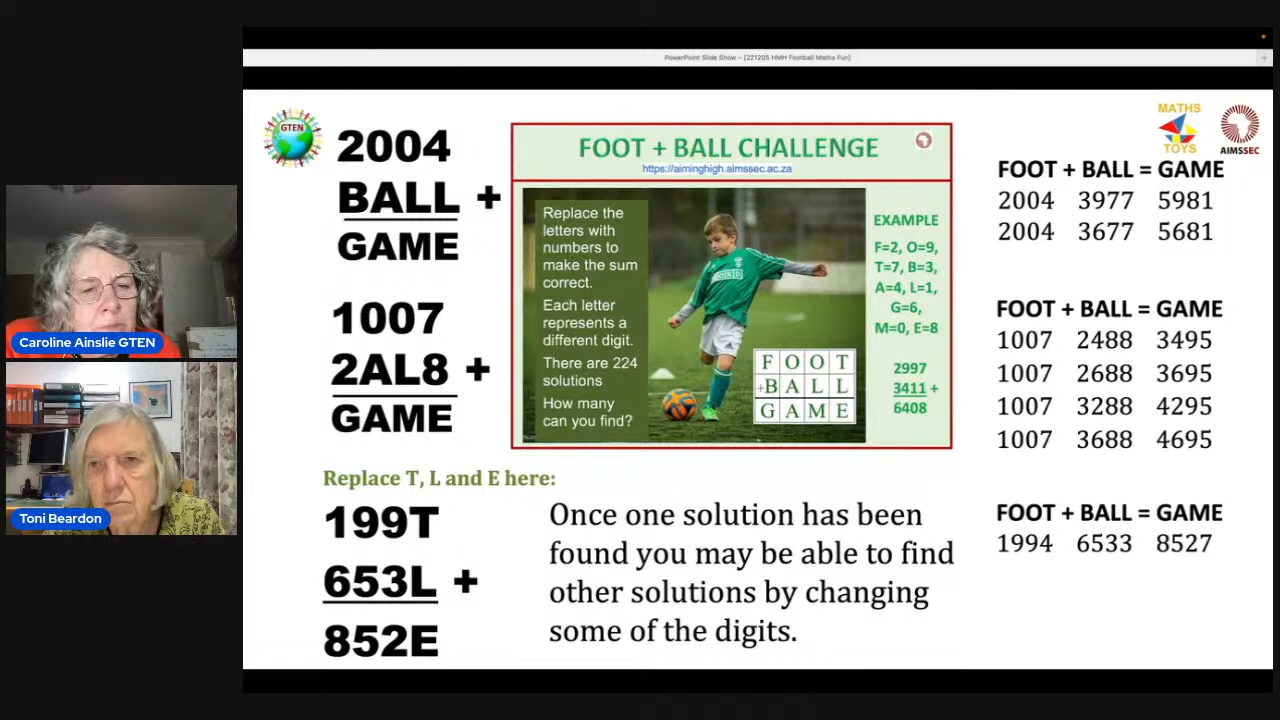 PowerPoint Slide Show – [221205 HMH Football Maths Fun]
GTEN
2004
BALL +
GAME
1007
2AL8 +
GAME
Replace T, L and E here:
199T
653L +
852E
FOOT + BALL CHALLENGE
https://aiminghigh.aimssec.ac.za
Replace the
letters with
numbers to
make the sum
correct.
Each letter
represents a
different digit.
There are 224
solutions
How many
can you find?
F O O T
+B A L L
G A M E
EXAMPLE
F=2, O=9,
T=7, B=3,
A=4, L=1,
G=6,
M=0, E=8
2997
3411 +
6408
Once one solution has been
found you may be able to find
other solutions by changing
some of the digits.
MATHS
TOYS
AIMSSEC
FOOT + BALL = GAME
2004 3977 5981
2004 3677 5681
FOOT + BALL = GAME
1007 2488 3495
1007 2688 3695
1007 3288 4295
1007 3688 4695
FOOT + BALL = GAME
1994 6533 8527
Caroline Ainslie GTEN
Toni Beardon